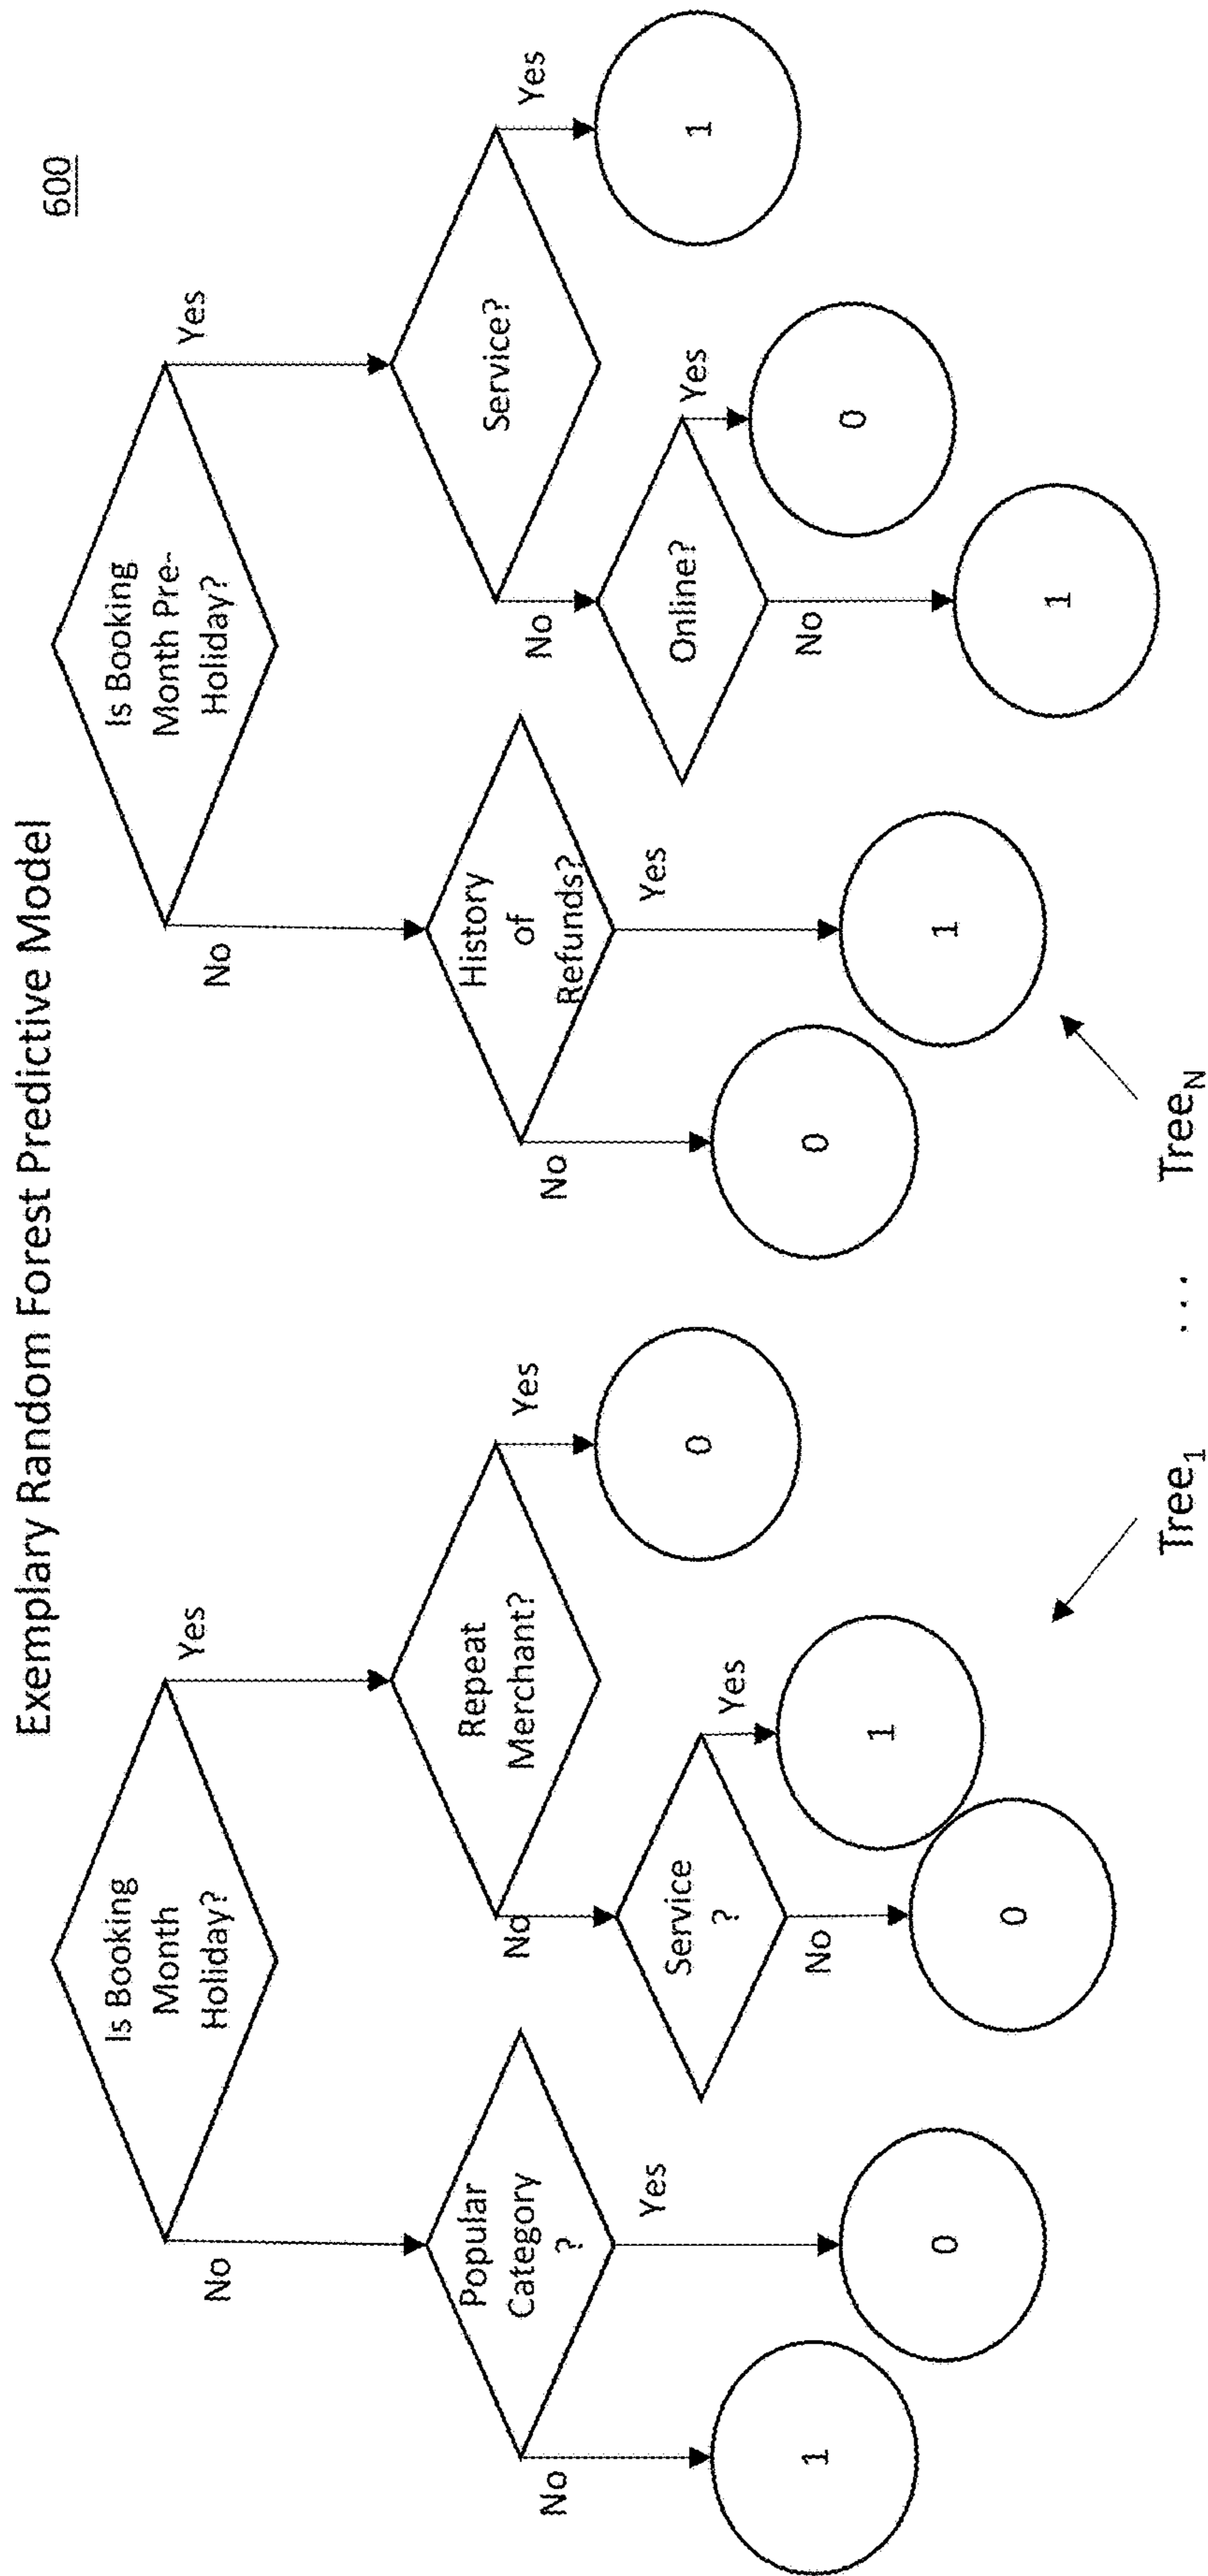 Exemplary Random Forest Predictive Model
600
Is Booking
Month
Holiday?
No
Yes
Popular
Category
?
No
Yes
1
0
Repeat
Merchant?
No
Yes
0
Service
?
No
Yes
1
0
Tree1
...
Is Booking
Month Pre-
Holiday?
No
Yes
History
of
Refunds?
No
Yes
0
1
Service?
No
Yes
1
Online?
No
Yes
0
1
TreeN